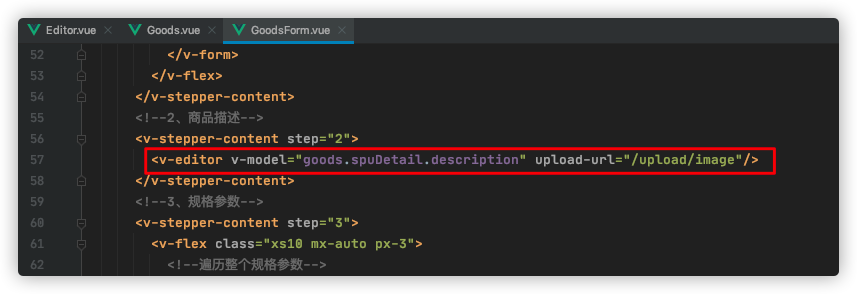 Editor.vue Goods.vue GoodsForm.vue
52 </v-form>
53 </v-flex>
54 </v-stepper-content>
55 <!--2、商品描述-->
56 <v-stepper-content step="2">
57 <v-editor v-model="goods.spuDetail.description" upload-url="/upload/image"/>
58 </v-stepper-content>
59 <!--3、规格参数-->
60 <v-stepper-content step="3">
61 <v-flex class="xs10 mx-auto px-3">
62 <!--遍历整个规格参数-->